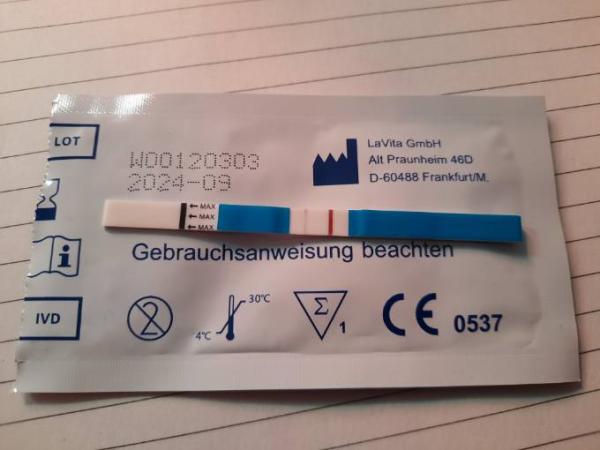 LOT
W00120303
2024-09
LaVita GmbH
Alt Praunheim 46D
D-60488 Frankfurt/M.
← MAX
← MAX
← MAX
Gebrauchsanweisung beachten
i
IVD
2
4°C
30°C
Σ
1
CE 0537